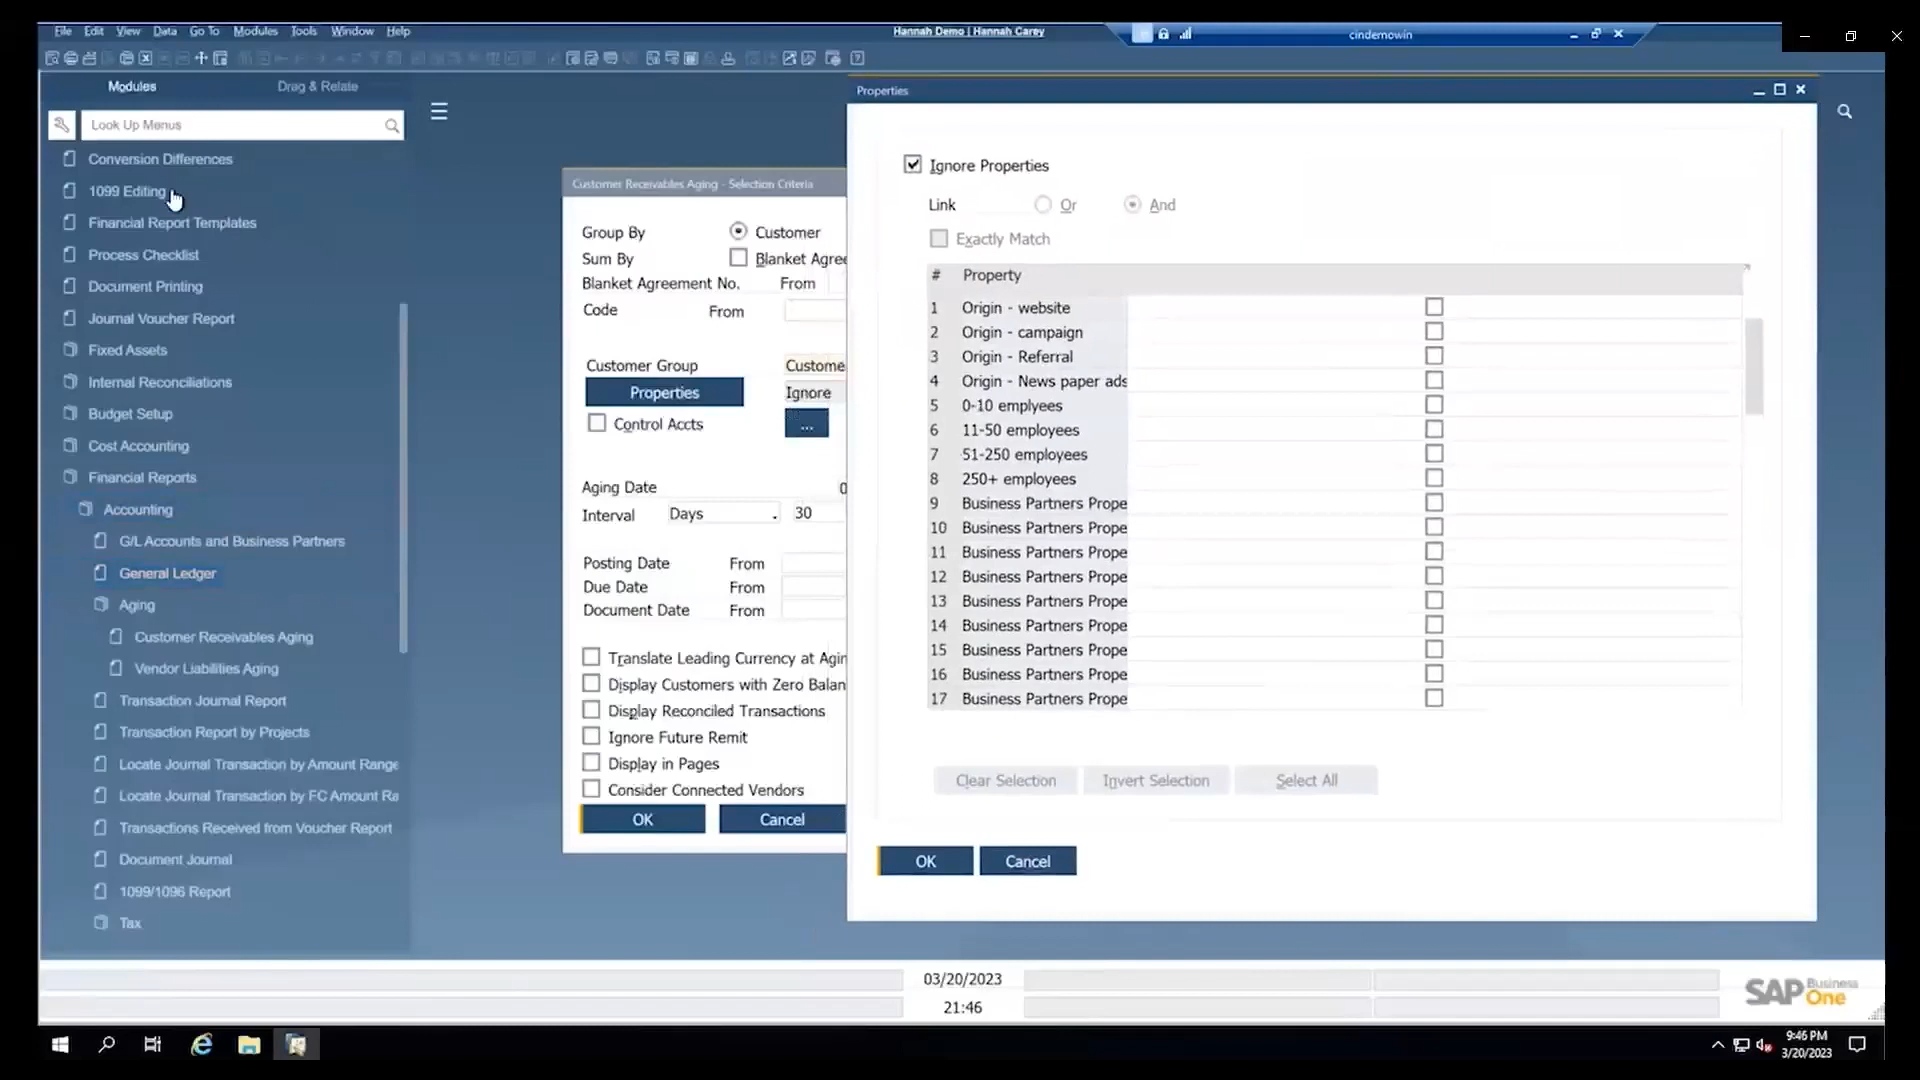 File Edit View Data Go To Modules Tools Window Help
Hannah Demo | Hannah Carey
cindemowin
Modules
Drag & Relate
Look Up Menus
Conversion Differences
1099 Editing
Financial Report Templates
Process Checklist
Document Printing
Journal Voucher Report
Fixed Assets
Internal Reconciliations
Budget Setup
Cost Accounting
Financial Reports
Accounting
G/L Accounts and Business Partners
General Ledger
Aging
Customer Receivables Aging
Vendor Liabilities Aging
Transaction Journal Report
Transaction Report by Projects
Locate Journal Transaction by Amount Range
Locate Journal Transaction by FC Amount Ra
Transactions Received from Voucher Report
Document Journal
1099/1096 Report
Tax
Customer Receivables Aging - Selection Criteria
Group By Customer
Sum By Blanket Agree
Blanket Agreement No. From
Code From
Customer Group Custome
Properties Ignore
Control Accts ...
Aging Date 0
Interval Days 30
Posting Date From
Due Date From
Document Date From
Translate Leading Currency at Agin
Display Customers with Zero Balan
Display Reconciled Transactions
Ignore Future Remit
Display in Pages
Consider Connected Vendors
OK Cancel
Properties
Ignore Properties
Link Or And
Exactly Match
# Property
1 Origin - website
2 Origin - campaign
3 Origin - Referral
4 Origin - News paper ads
5 0-10 emplyees
6 11-50 employees
7 51-250 employees
8 250+ employees
9 Business Partners Prope
10 Business Partners Prope
11 Business Partners Prope
12 Business Partners Prope
13 Business Partners Prope
14 Business Partners Prope
15 Business Partners Prope
16 Business Partners Prope
17 Business Partners Prope
Clear Selection Invert Selection Select All
OK Cancel
03/20/2023
21:46
SAP Business One
9:46 PM
3/20/2023